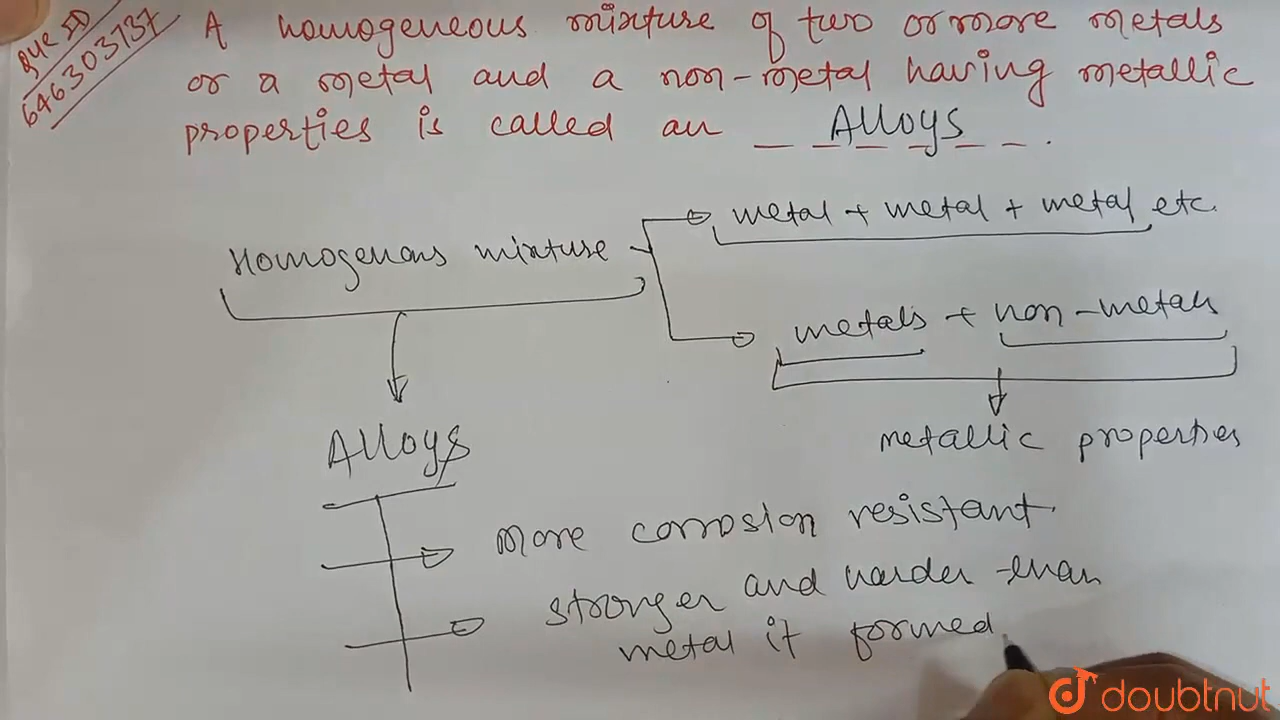 Que ID
646303737
A homogeneous mixture of two or more metals
or a metal and a non-metal having metallic
properties is called an _ Alloys _ _ .
metal + metal + metal etc.
Homogenous mixture
metals + non-metals
Alloys
metallic properties
more corrosion resistant.
stronger and harder than
metal it formed
doubtnut